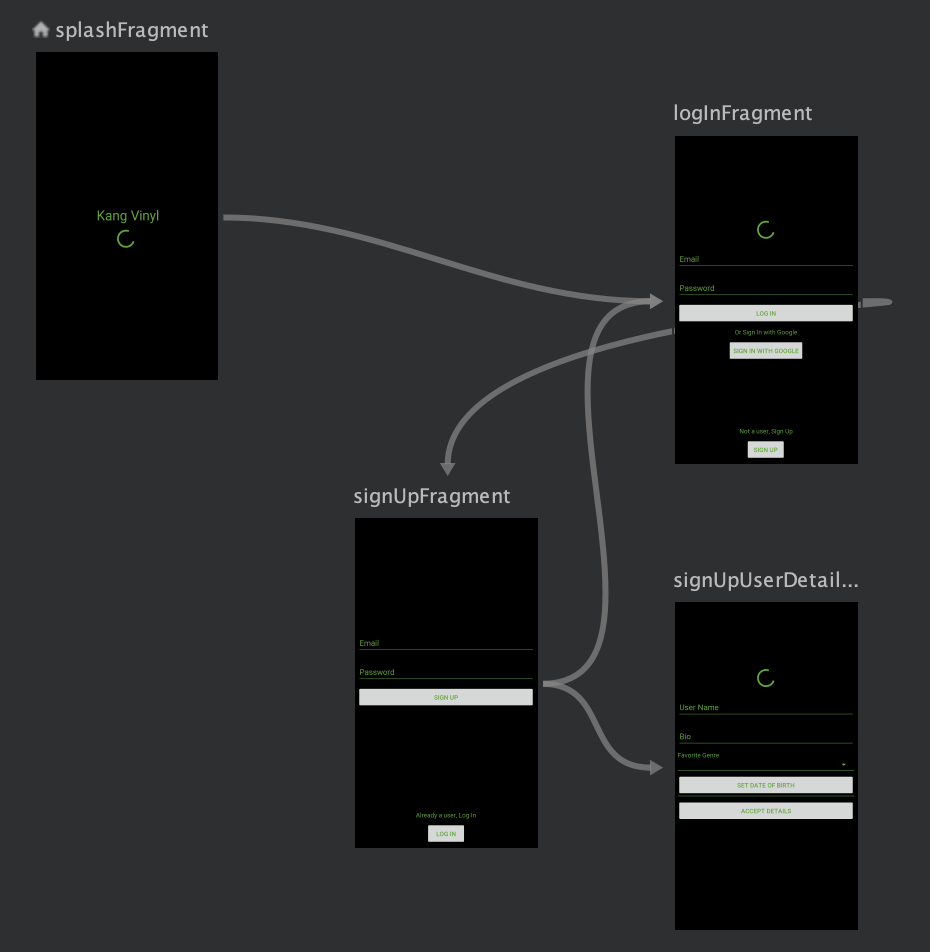 splashFragment
Kang Vinyl
logInFragment
Email
Password
LOG IN
Or Sign In with Google
SIGN IN WITH GOOGLE
Not a user, Sign Up
SIGN UP
signUpFragment
Email
Password
SIGN UP
Already a user, Log In
LOG IN
signUpUserDetail...
User Name
Bio
Favorite Genre
SET DATE OF BIRTH
ACCEPT DETAILS